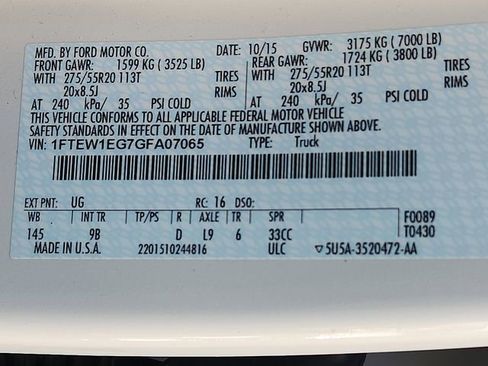 MFD. BY FORD MOTOR CO. DATE: 10/15 GVWR: 3175 KG ( 7000 LB)
FRONT GAWR: 1599 KG ( 3525 LB) REAR GAWR: 1724 KG ( 3800 LB)
WITH 275/55R20 113T TIRES WITH 275/55R20 113T TIRES
20x8.5J RIMS 20x8.5J RIMS
AT 240 kPa/ 35 PSI COLD AT 240 kPa/ 35 PSI COLD
THIS VEHICLE CONFORMS TO ALL APPLICABLE FEDERAL MOTOR VEHICLE
SAFETY STANDARDS IN EFFECT ON THE DATE OF MANUFACTURE SHOWN ABOVE.
VIN: 1FTEW1EG7GFA07065 TYPE: Truck
EXT PNT: UG RC: 16 DSO:
WB INT TR TP/PS R AXLE TR SPR F0089
145 9B D L9 6 33CC T0430
MADE IN U.S.A. 2201510244816 ULC ▽5U5A-3520472-AA